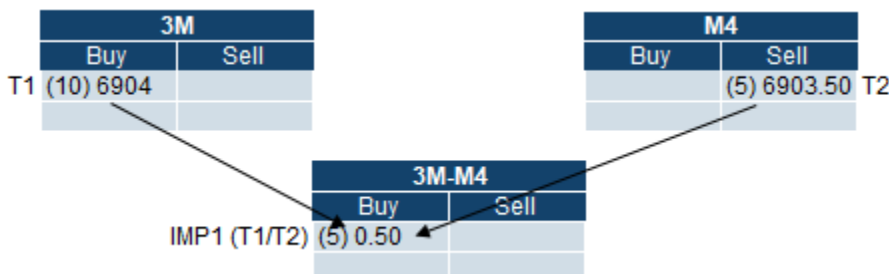 3M M4
Buy Sell Buy Sell
T1 (10) 6904 (5) 6903.50 T2
3M-M4
Buy Sell
IMP1 (T1/T2) (5) 0.50